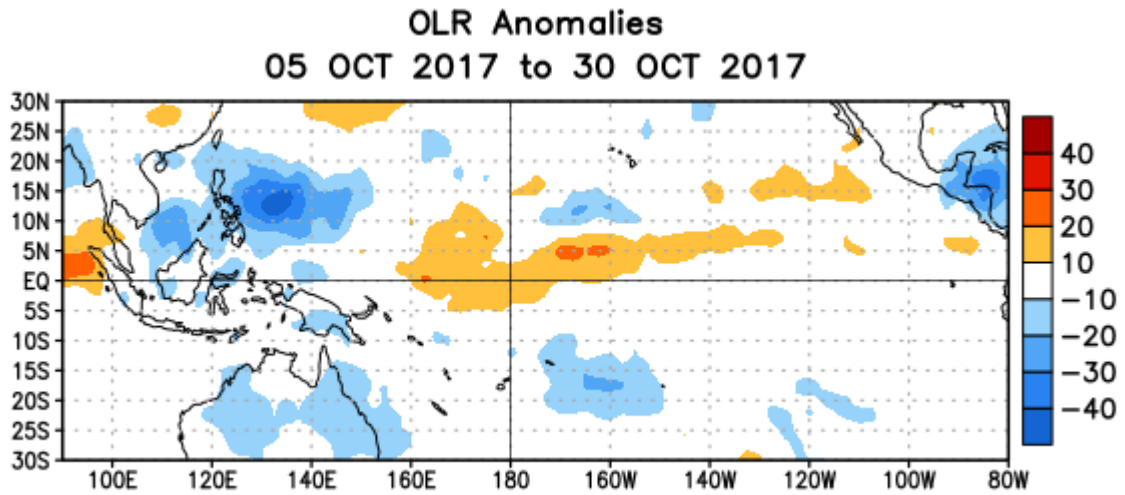 OLR Anomalies
05 OCT 2017 to 30 OCT 2017
30N
25N
20N
15N
10N
5N
EQ
5S
10S
15S
20S
25S
30S
100E 120E 140E 160E 180 160W 140W 120W 100W 80W
40
30
20
10
-10
-20
-30
-40